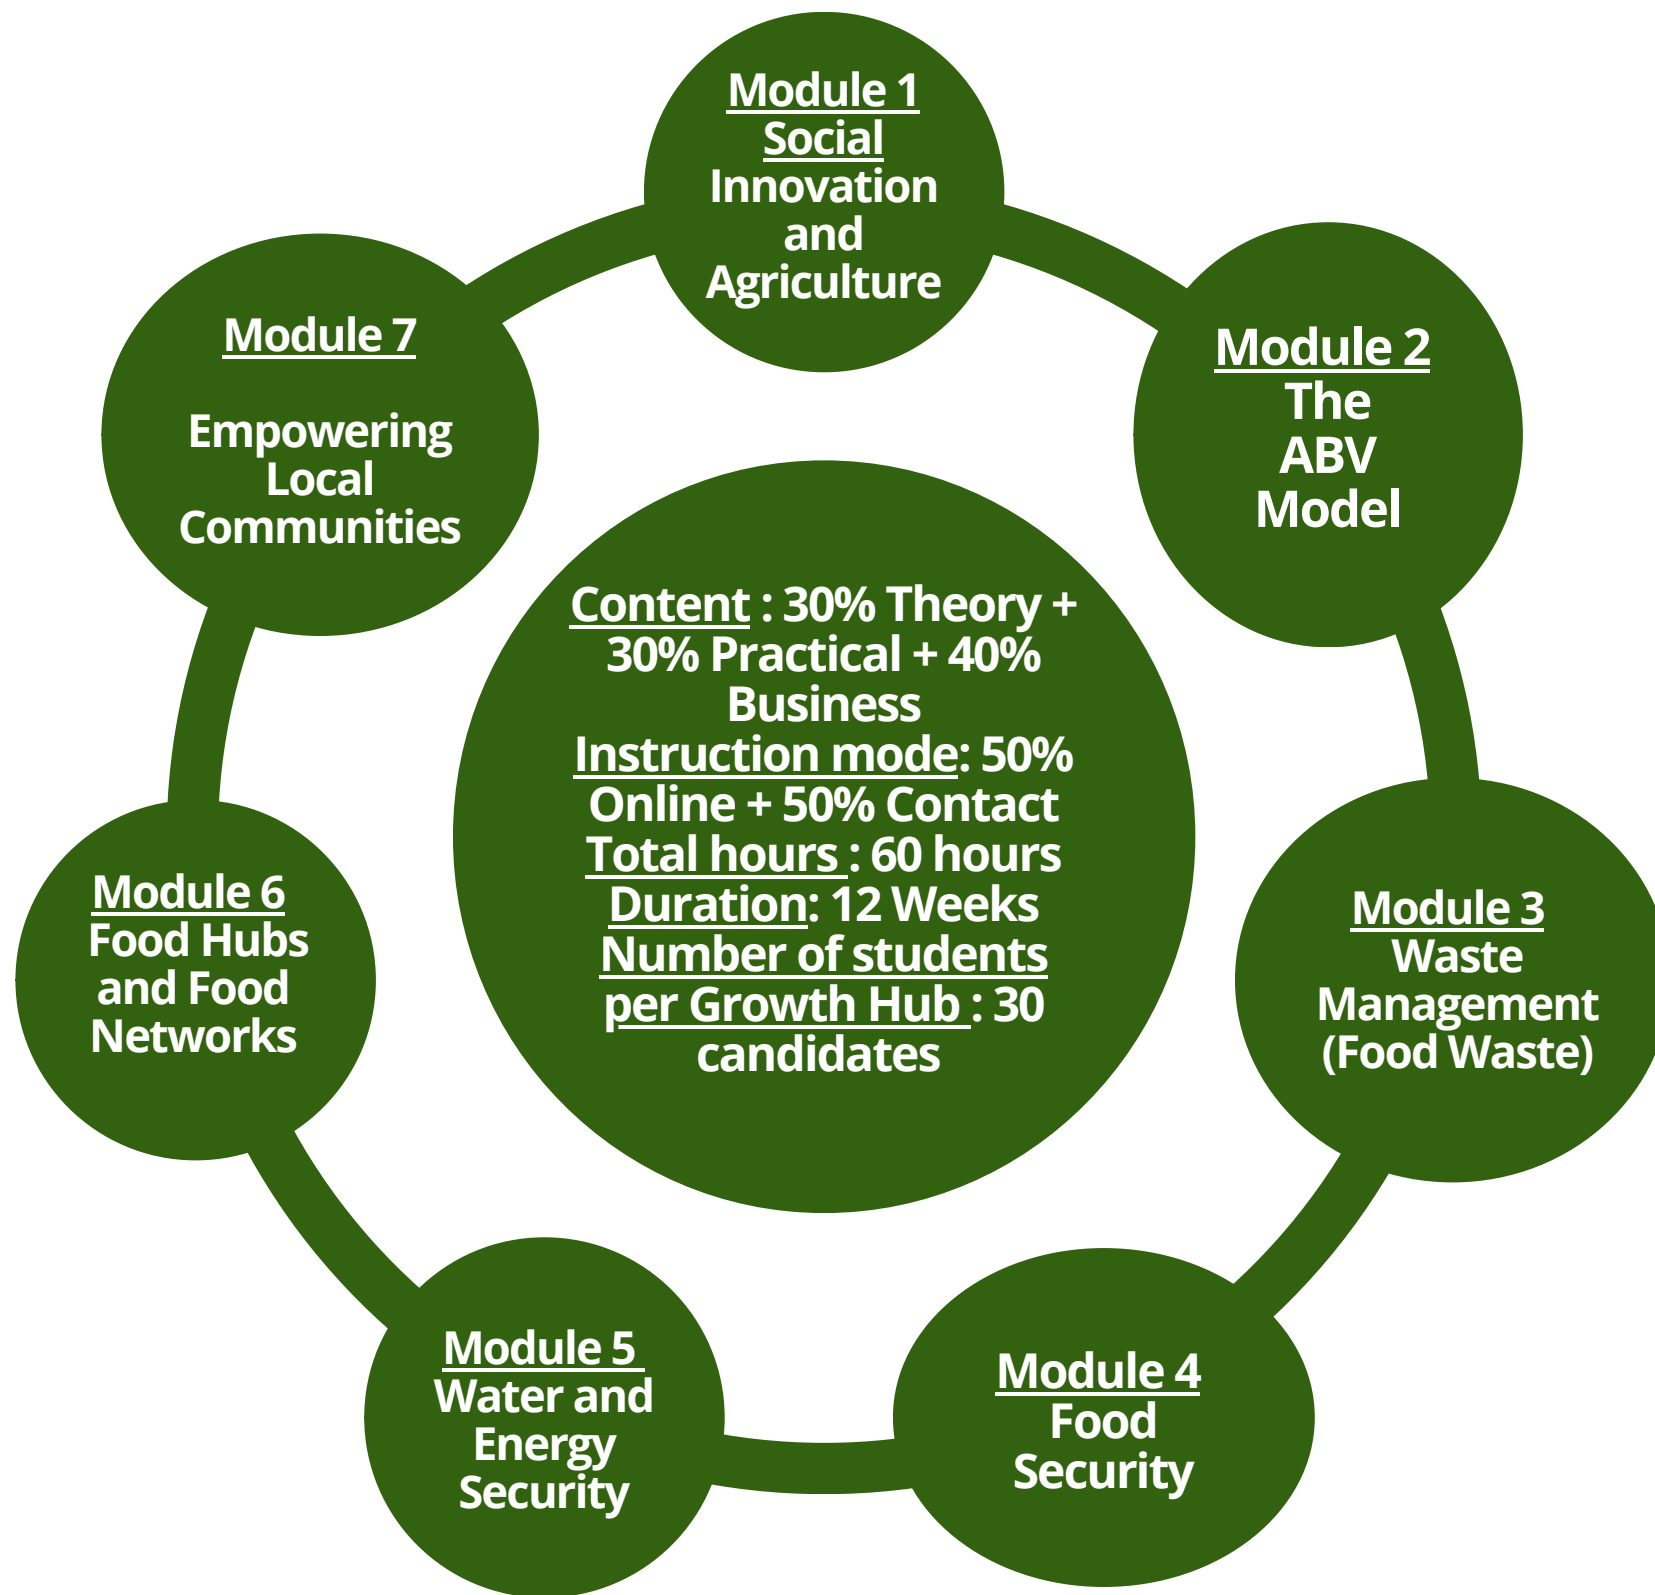 Module 1
Social
Innovation
and
Agriculture
Module 2
The
ABV
Model
Module 3
Waste
Management
(Food Waste)
Module 4
Food
Security
Module 5
Water and
Energy
Security
Module 6
Food Hubs
and Food
Networks
Module 7
Empowering
Local
Communities
Content : 30% Theory +
30% Practical + 40%
Business
Instruction mode: 50%
Online + 50% Contact
Total hours : 60 hours
Duration: 12 Weeks
Number of students
per Growth Hub : 30
candidates